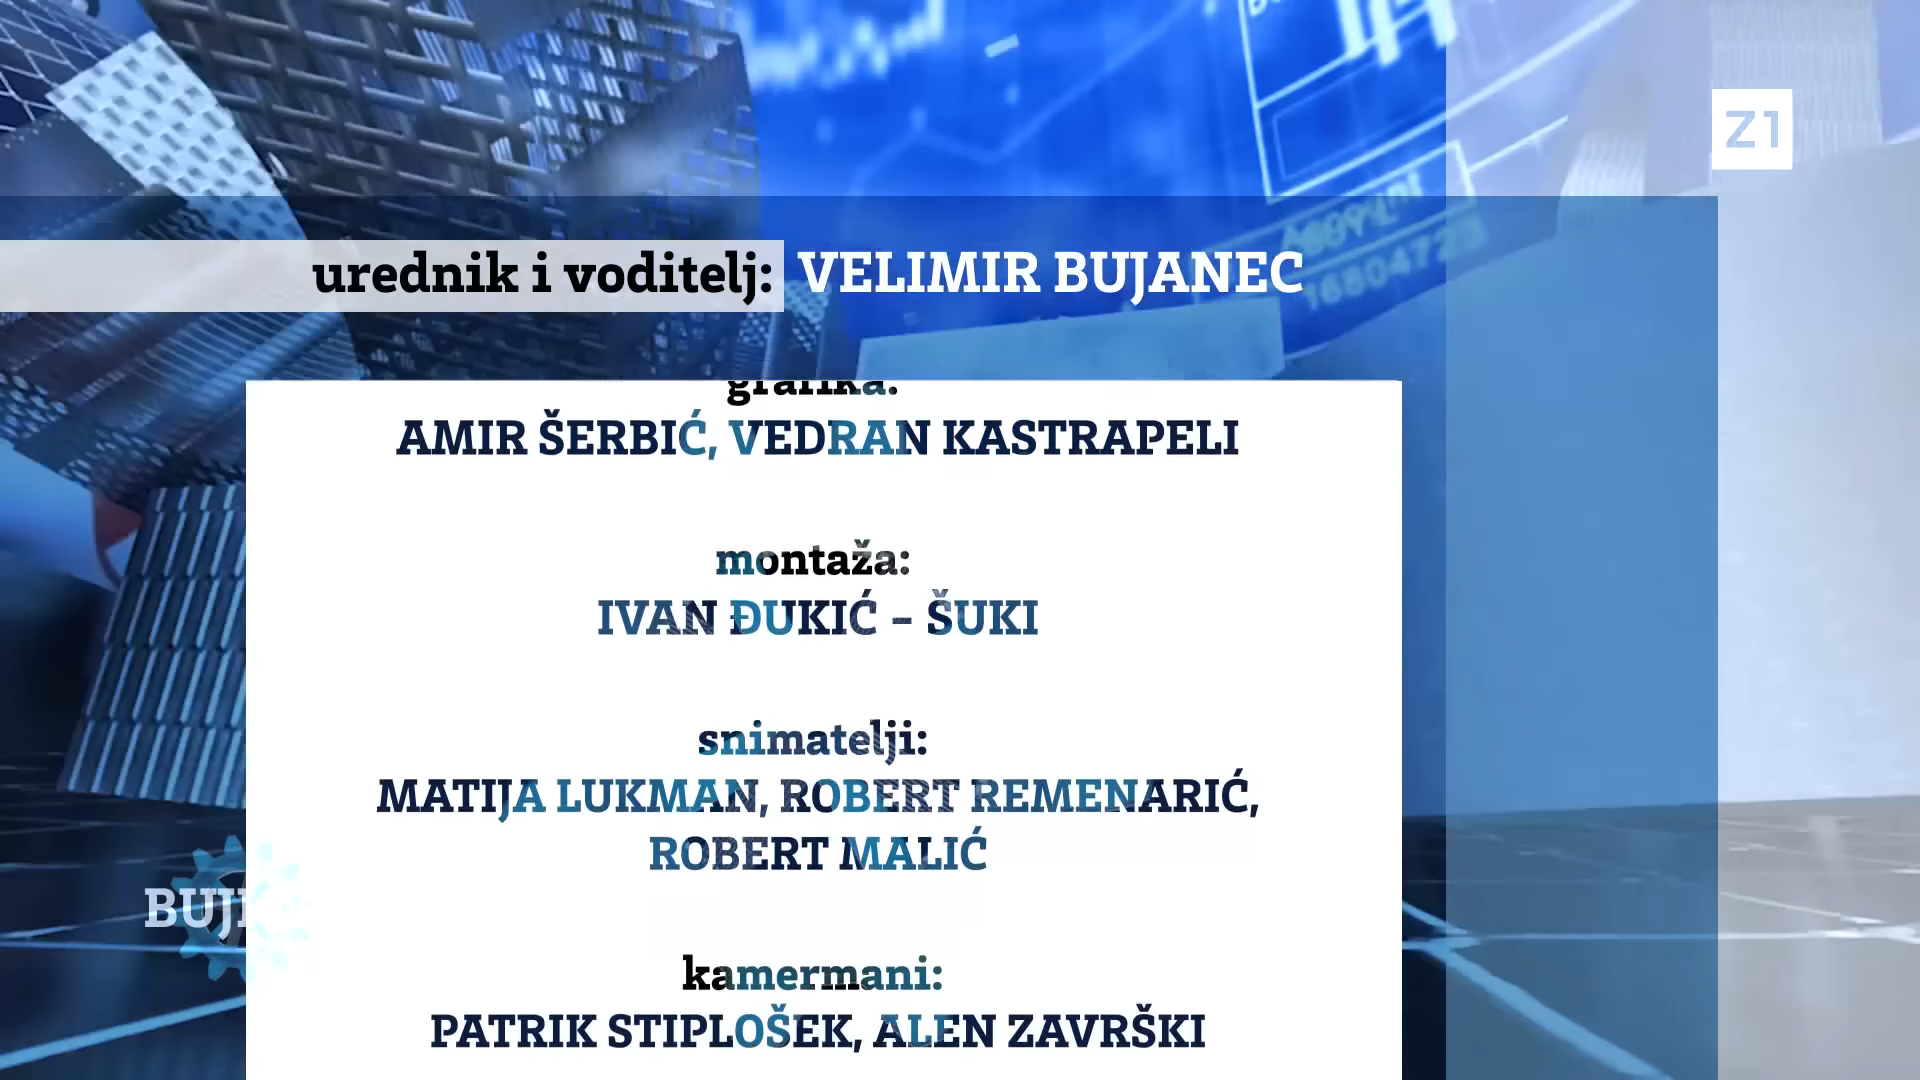 Z1
urednik i voditelj: VELIMIR BUJANEC
grafika:
AMIR ŠERBIĆ, VEDRAN KASTRAPELI
montaža:
IVAN ĐUKIĆ – ŠUKI
snimatelji:
MATIJA LUKMAN, ROBERT REMENARIĆ,
ROBERT MALIĆ
kamermani:
PATRIK STIPLOŠEK, ALEN ZAVRŠKI